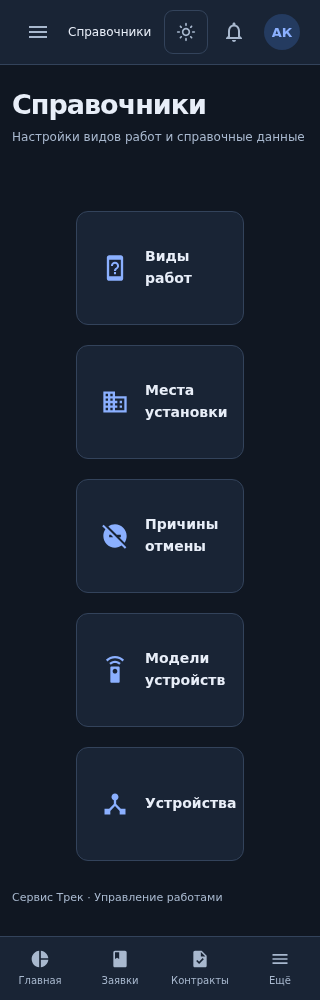 Справочники
АК
Справочники
Настройки видов работ и справочные данные
Виды
работ
Места
установки
Причины
отмены
Модели
устройств
Устройства
Сервис Трек · Управление работами
Главная
Заявки
Контракты
Ещё